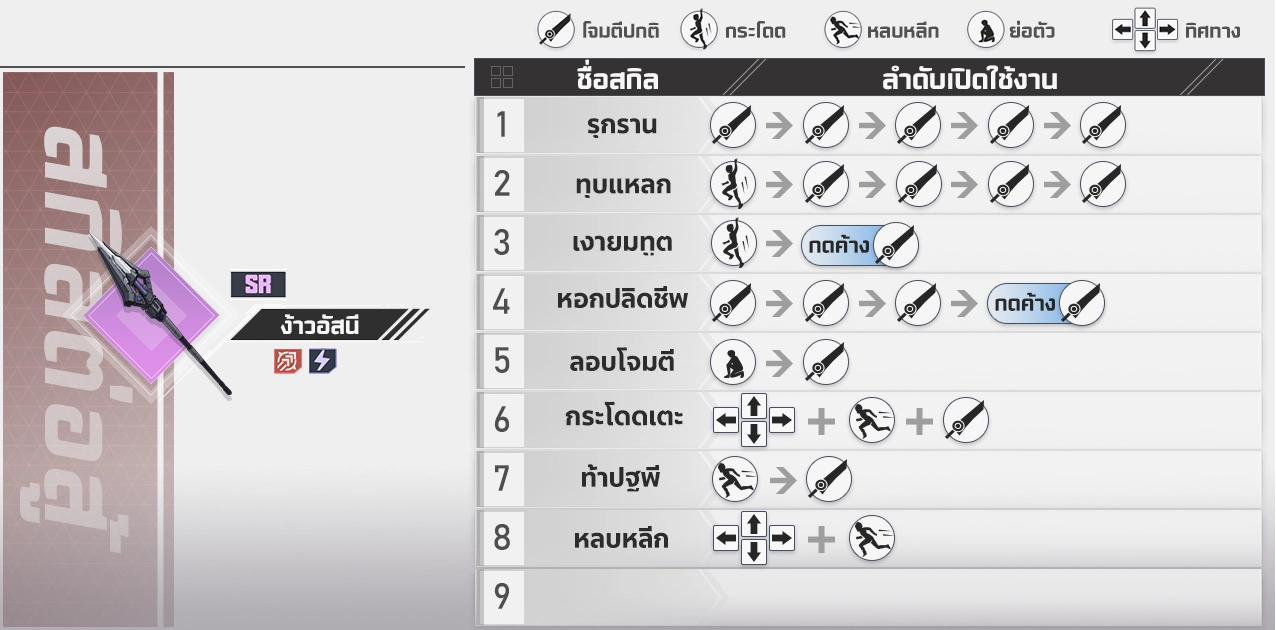 โจมตีปกติ กระโดด หลบหลีก ย่อตัว ทิศทาง
ชื่อสกิล ลำดับเปิดใช้งาน
สกิลต่อสู้
SR
ง้าวอัสนี
1 รุกราน
2 ทุบแหลก
3 เงายมทูต กดค้าง
4 หอกปลิดชีพ กดค้าง
5 ลอบโจมตี
6 กระโดดเตะ
7 ท้าปฐพี
8 หลบหลีก
9